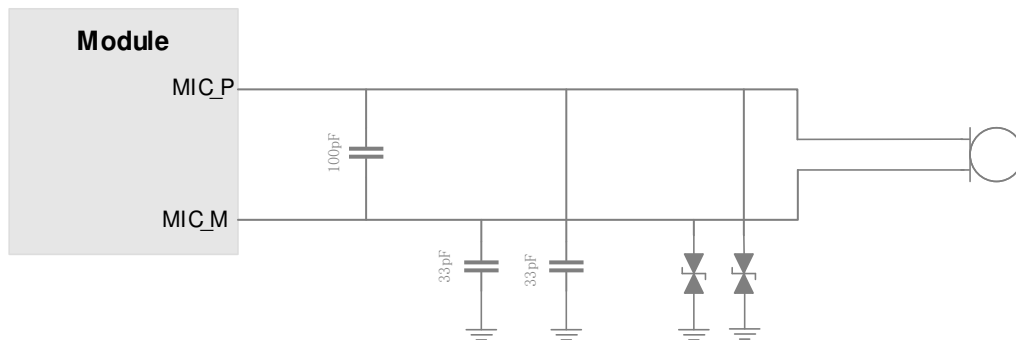 Module
MIC_P
100pF
MIC_M
33pF
33pF